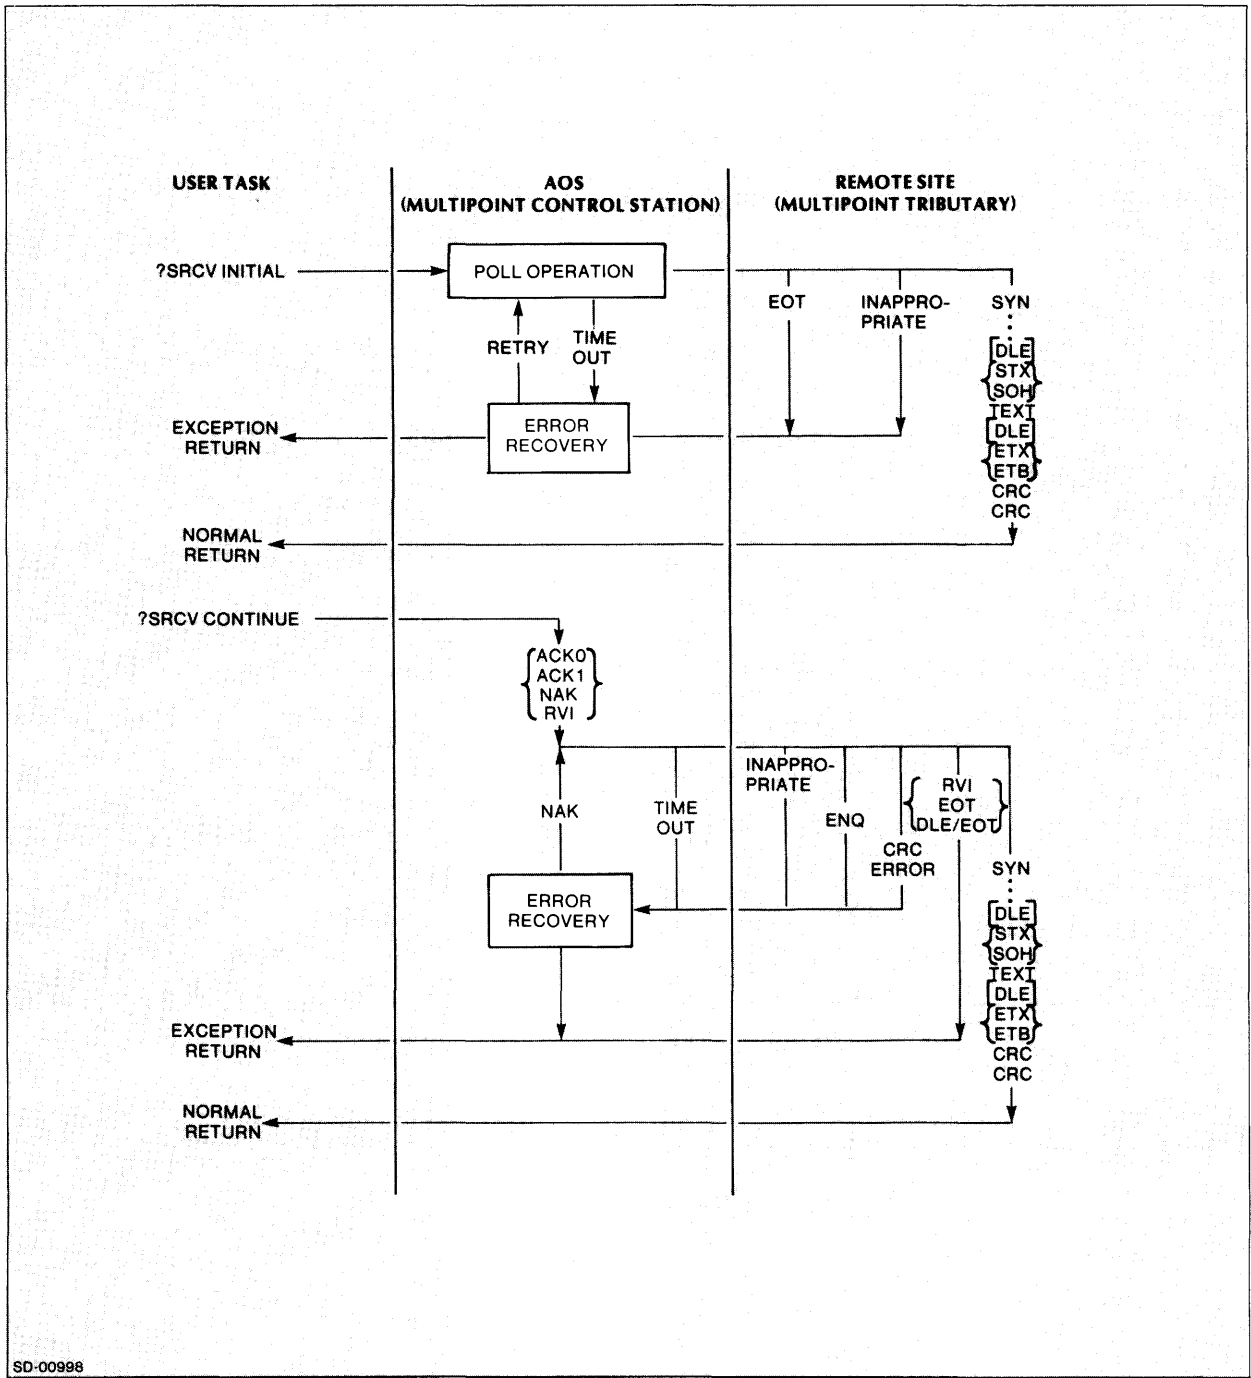 USER TASK
AOS
(MULTIPOINT CONTROL STATION)
REMOTE SITE
(MULTIPOINT TRIBUTARY)
?SRCV INITIAL
POLL OPERATION
EOT
INAPPRO-
PRIATE
SYN
RETRY
TIME
OUT
[DLE]
{STX}
{SOH}
TEXT
[DLE]
{ETX}
{ETB}
CRC
CRC
EXCEPTION
RETURN
ERROR
RECOVERY
NORMAL
RETURN
?SRCV CONTINUE
ACK0
ACK1
NAK
RVI
NAK
TIME
OUT
INAPPRO-
PRIATE
ENQ
CRC
ERROR
RVI
EOT
DLE/EOT
SYN
[DLE]
{STX}
{SOH}
TEXT
[DLE]
{ETX}
{ETB}
CRC
CRC
ERROR
RECOVERY
EXCEPTION
RETURN
NORMAL
RETURN
SD-00998